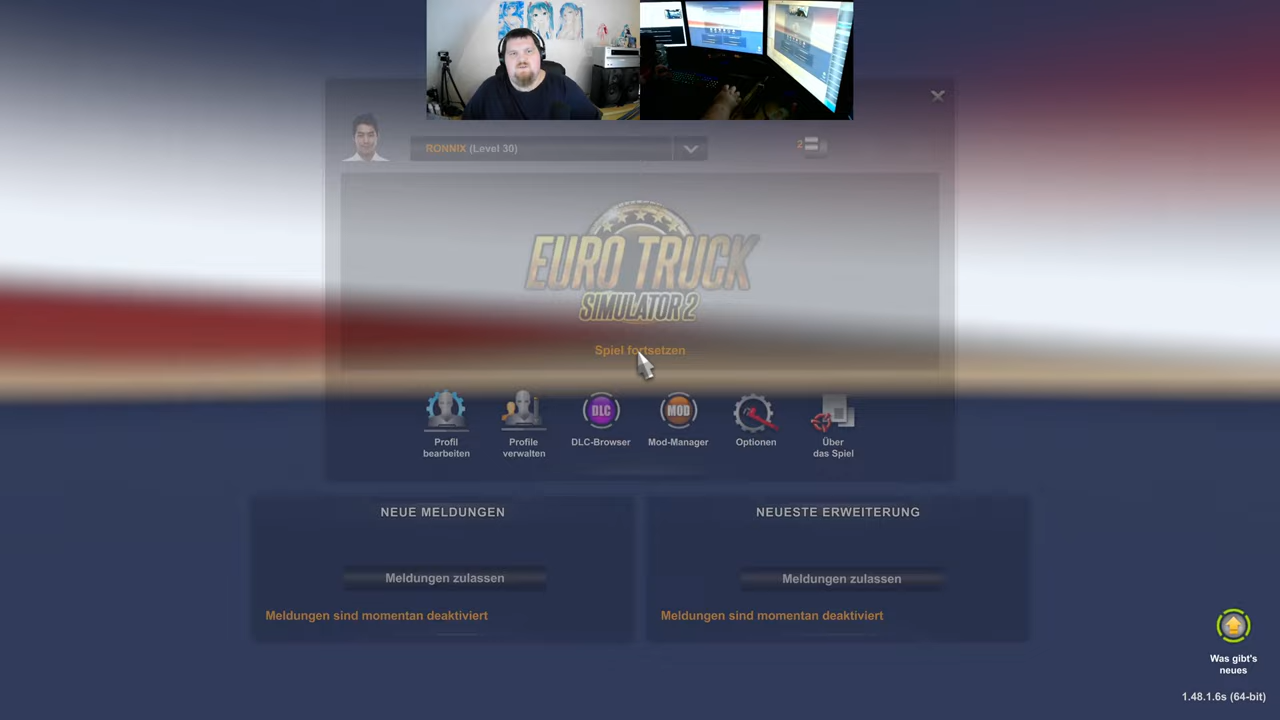 RONNIX (Level 30)
2
EURO TRUCK
SIMULATOR 2
Spiel fortsetzen
DLC
MOD
Profil
bearbeiten
Profile
verwalten
DLC-Browser
Mod-Manager
Optionen
Über
das Spiel
NEUE MELDUNGEN
Meldungen zulassen
Meldungen sind momentan deaktiviert
NEUESTE ERWEITERUNG
Meldungen zulassen
Meldungen sind momentan deaktiviert
Was gibt's
neues
1.48.1.6s (64-bit)